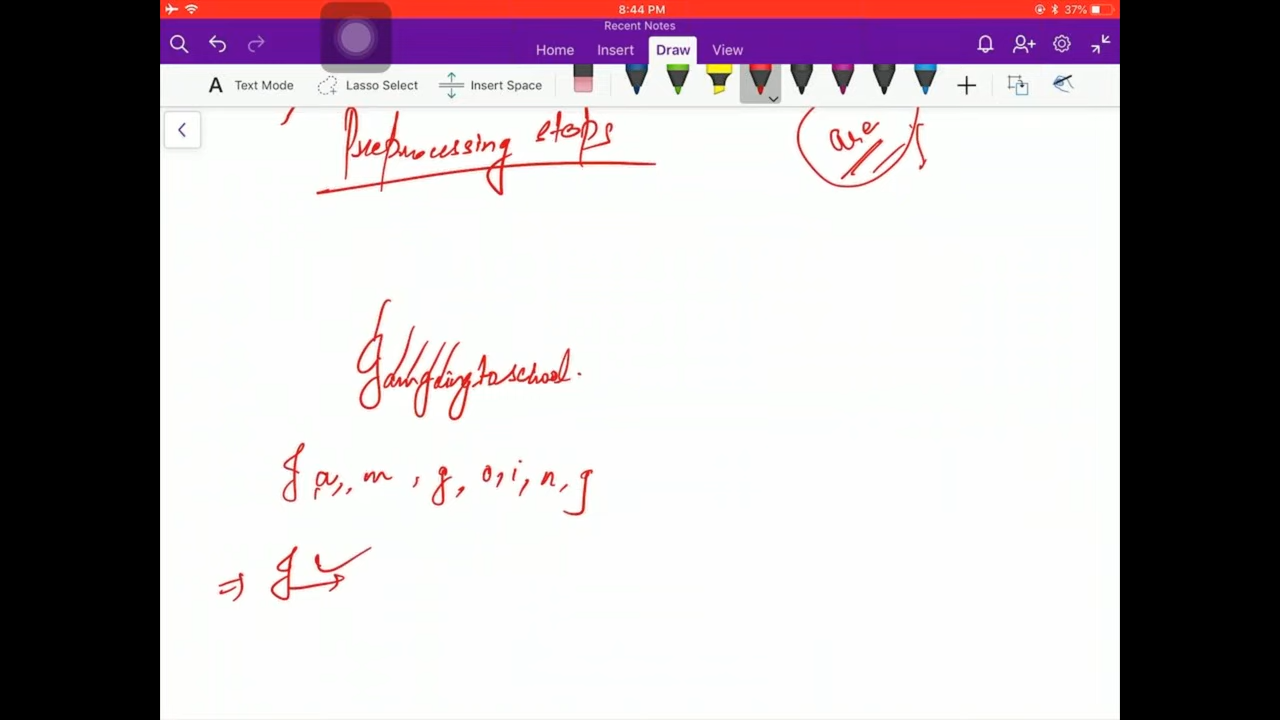 8:44 PM
37%
Recent Notes
Home Insert Draw View
A Text Mode Lasso Select Insert Space
Preprocessing steps
are
I am going to school.
I, a, m, g, o, i, n, g
⇒ I